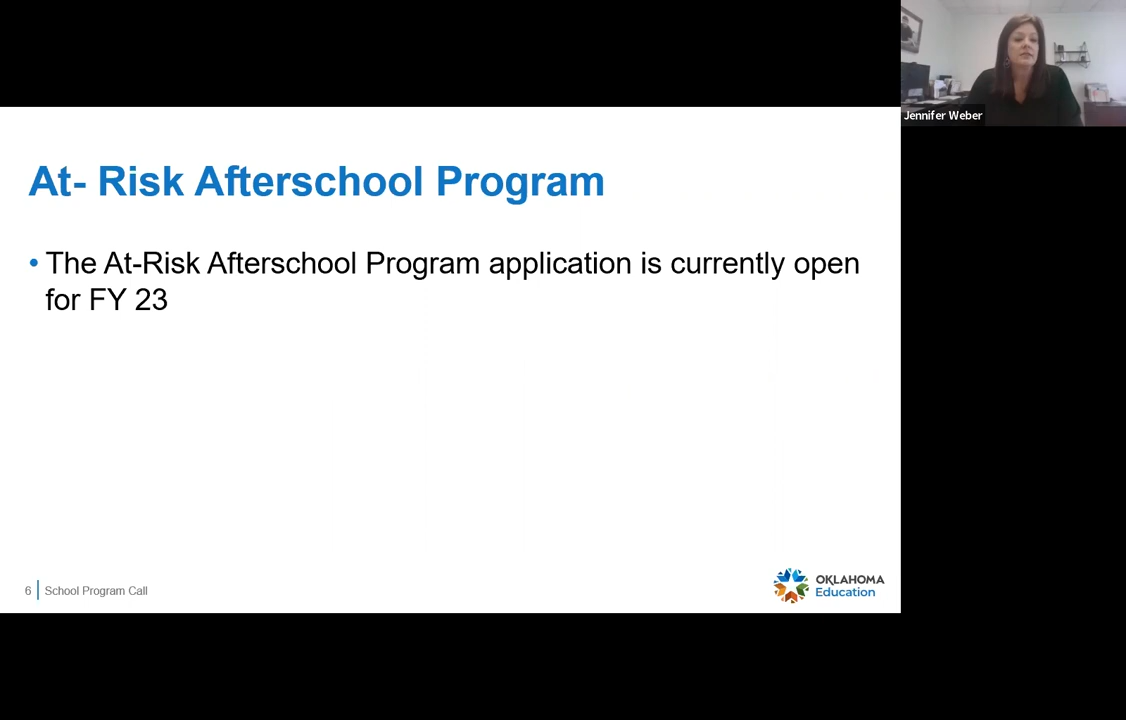 Jennifer Weber
At- Risk Afterschool Program
• The At-Risk Afterschool Program application is currently open
for FY 23
6 School Program Call
OKLAHOMA
Education